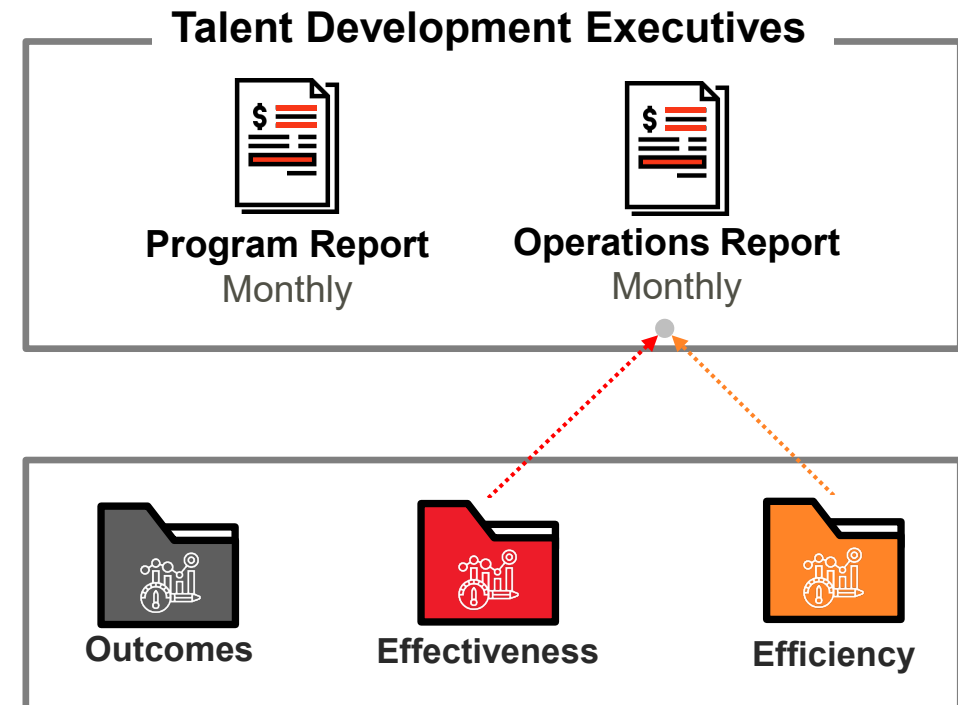 Talent Development Executives
$
$
Program Report
Monthly
Operations Report
Monthly
Outcomes
Effectiveness
Efficiency